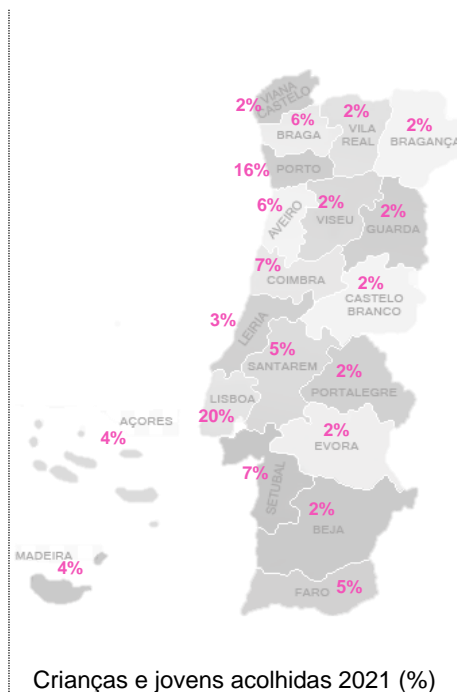 2%
VIANA
CASTELO
6%
BRAGA
2%
VILA
REAL
2%
BRAGANÇA
16%
PORTO
6%
AVEIRO
2%
VISEU
2%
GUARDA
7%
COIMBRA
2%
CASTELO
BRANCO
3%
LEIRIA
5%
SANTAREM
2%
PORTALEGRE
LISBOA
20%
AÇORES
4%
2%
EVORA
7%
SETUBAL
2%
BEJA
MADEIRA
4%
5%
FARO
Crianças e jovens acolhidas 2021 (%)